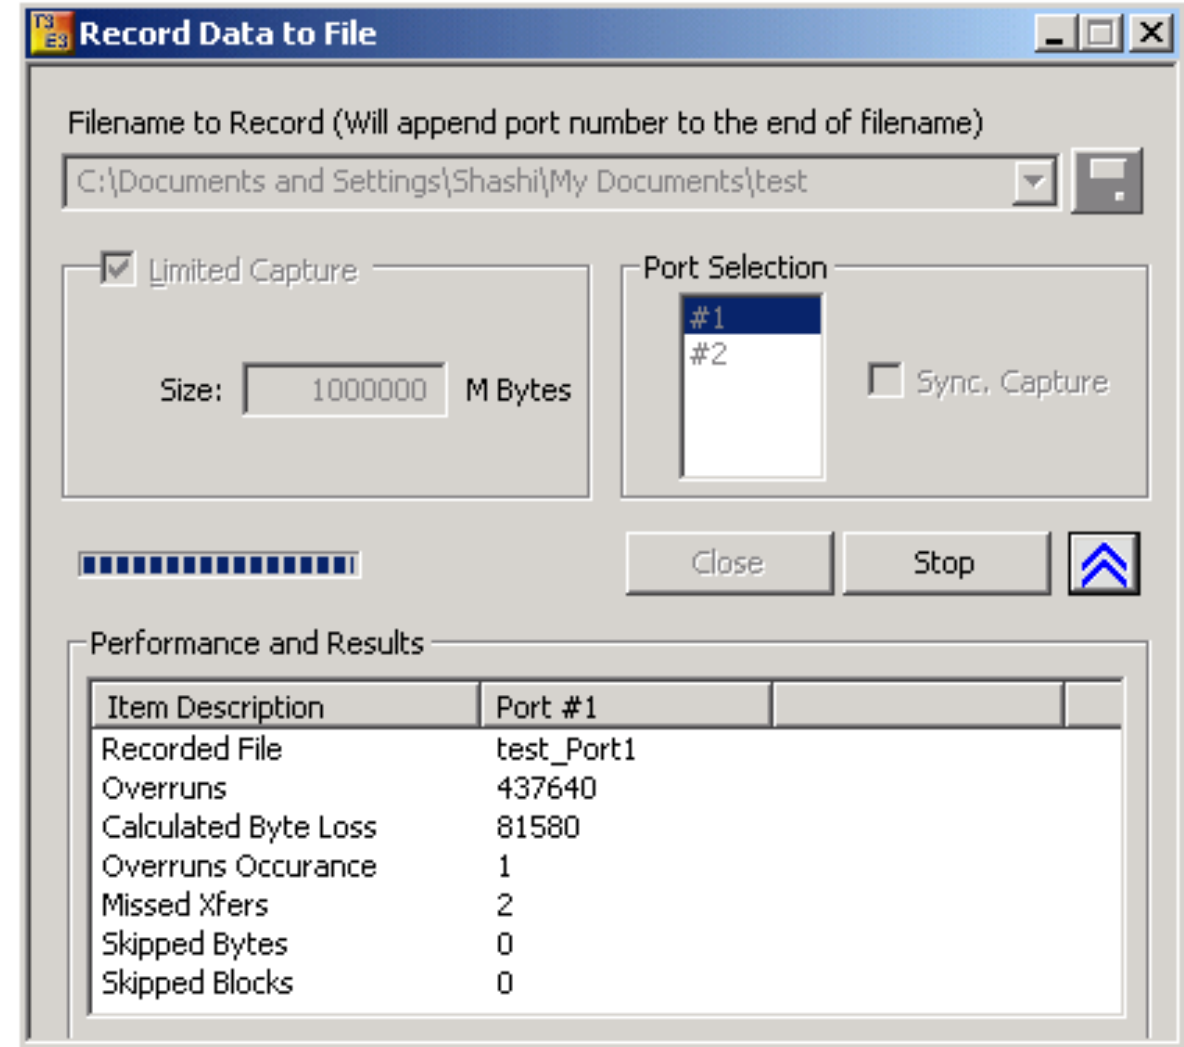 T3 E3 Record Data to File
Filename to Record (Will append port number to the end of filename)
C:\Documents and Settings\Shashi\My Documents\test
Limited Capture
Size: 1000000 M Bytes
Port Selection
#1
#2
Sync. Capture
Close Stop
Performance and Results
Item Description Port #1
Recorded File test_Port1
Overruns 437640
Calculated Byte Loss 81580
Overruns Occurance 1
Missed Xfers 2
Skipped Bytes 0
Skipped Blocks 0